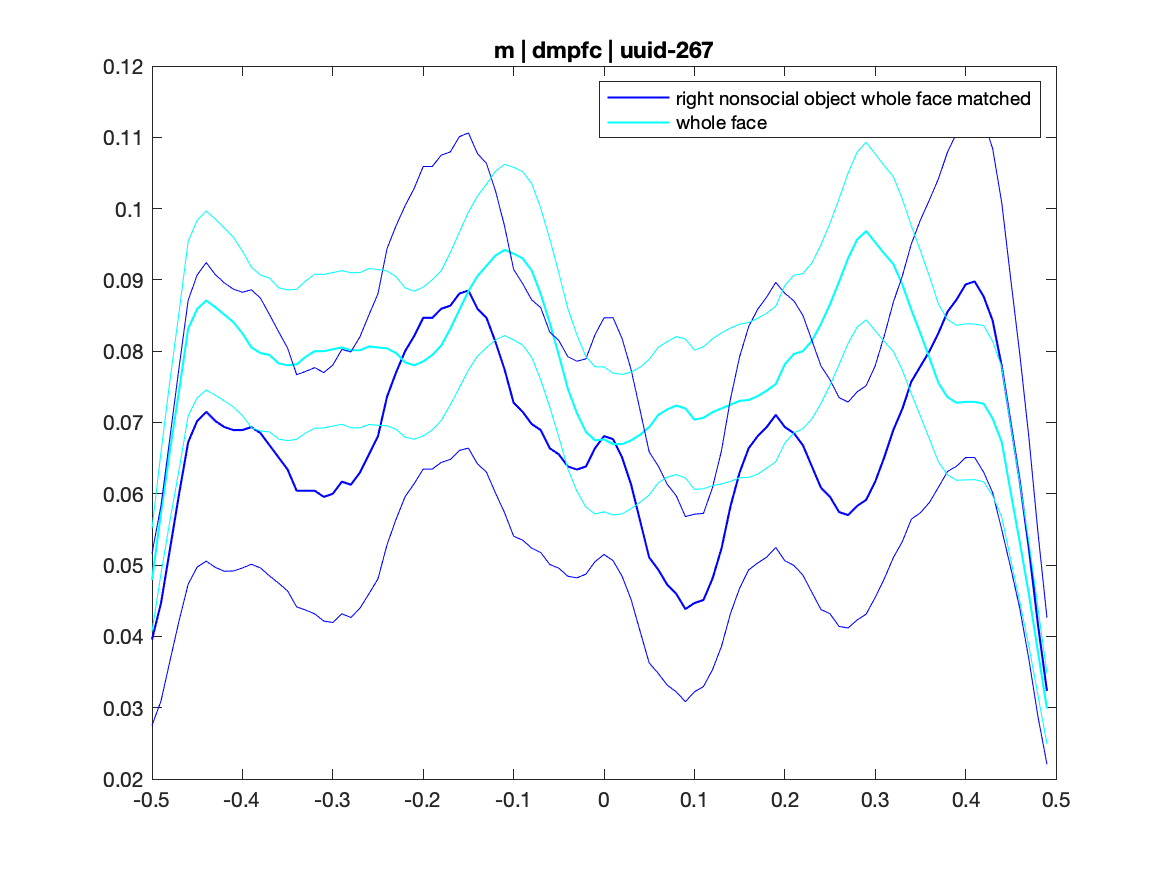 m | dmpfc | uuid-267
right nonsocial object whole face matched
whole face
0.12
0.11
0.1
0.09
0.08
0.07
0.06
0.05
0.04
0.03
0.02
-0.5 -0.4 -0.3 -0.2 -0.1 0 0.1 0.2 0.3 0.4 0.5